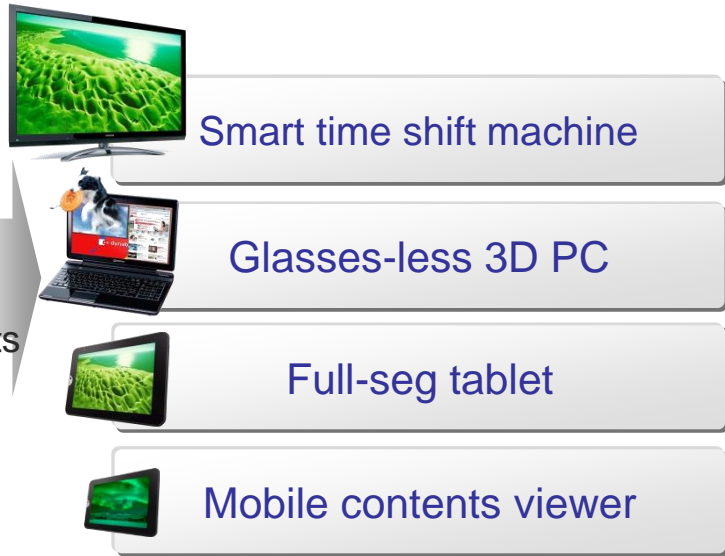 Smart time shift machine
Glasses-less 3D PC
Full-seg tablet
Mobile contents viewer